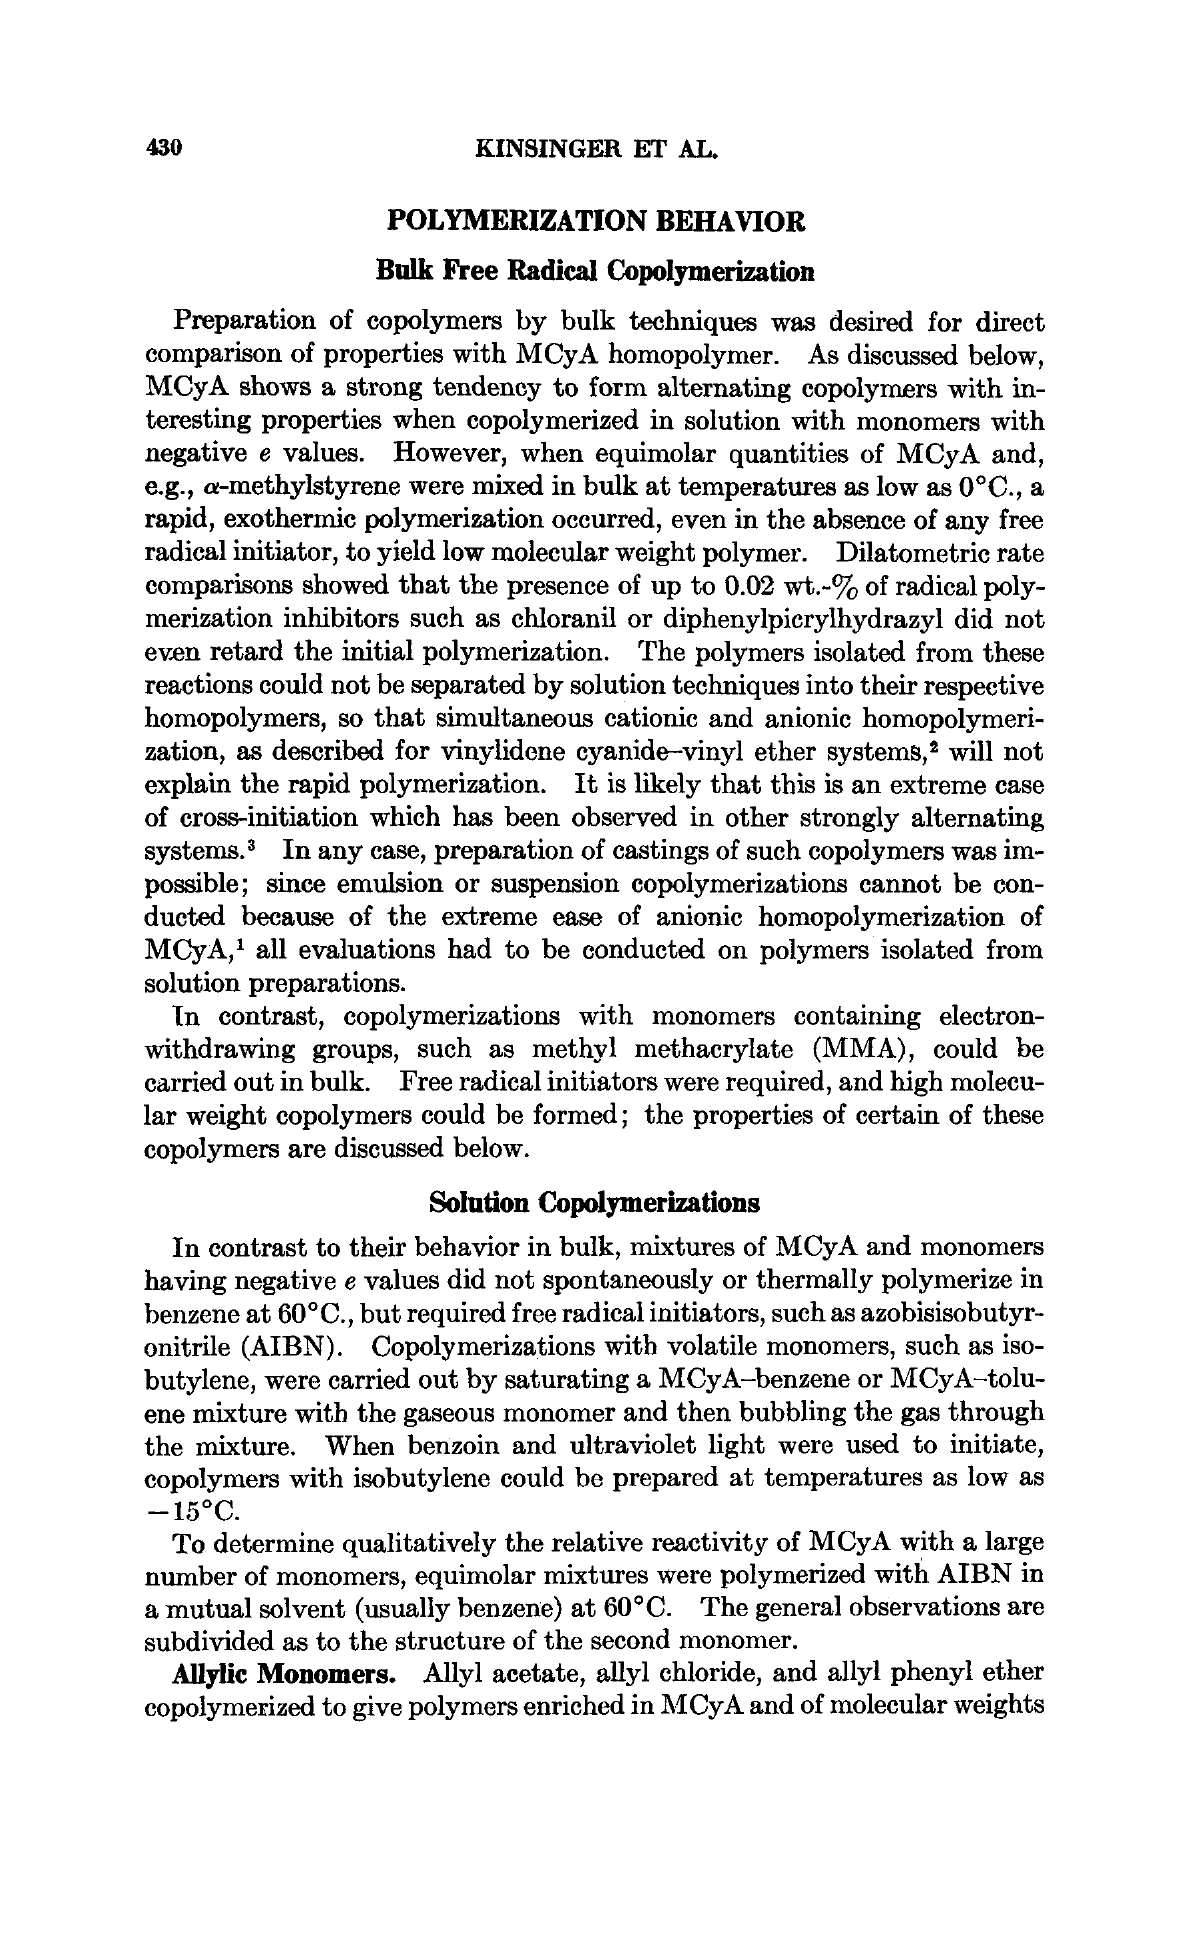 430 KINSINGER ET AL.
POLYMERIZATION BEHAVIOR
Bulk Free Radical Copolymerization
Preparation of copolymers by bulk techniques was desired for direct
comparison of properties with MCyA homopolymer. As discussed below,
MCyA shows a strong tendency to form alternating copolymers with in-
teresting properties when copolymerized in solution with monomers with
negative e values. However, when equimolar quantities of MCyA and,
e.g., α-methylstyrene were mixed in bulk at temperatures as low as 0°C., a
rapid, exothermic polymerization occurred, even in the absence of any free
radical initiator, to yield low molecular weight polymer. Dilatometric rate
comparisons showed that the presence of up to 0.02 wt.-% of radical poly-
merization inhibitors such as chloranil or diphenylpicrylhydrazyl did not
even retard the initial polymerization. The polymers isolated from these
reactions could not be separated by solution techniques into their respective
homopolymers, so that simultaneous cationic and anionic homopolymeri-
zation, as described for vinylidene cyanide–vinyl ether systems,² will not
explain the rapid polymerization. It is likely that this is an extreme case
of cross-initiation which has been observed in other strongly alternating
systems.³ In any case, preparation of castings of such copolymers was im-
possible; since emulsion or suspension copolymerizations cannot be con-
ducted because of the extreme ease of anionic homopolymerization of
MCyA,¹ all evaluations had to be conducted on polymers isolated from
solution preparations.
In contrast, copolymerizations with monomers containing electron-
withdrawing groups, such as methyl methacrylate (MMA), could be
carried out in bulk. Free radical initiators were required, and high molecu-
lar weight copolymers could be formed; the properties of certain of these
copolymers are discussed below.
Solution Copolymerizations
In contrast to their behavior in bulk, mixtures of MCyA and monomers
having negative e values did not spontaneously or thermally polymerize in
benzene at 60°C., but required free radical initiators, such as azobisisobutyr-
onitrile (AIBN). Copolymerizations with volatile monomers, such as iso-
butylene, were carried out by saturating a MCyA–benzene or MCyA–tolu-
ene mixture with the gaseous monomer and then bubbling the gas through
the mixture. When benzoin and ultraviolet light were used to initiate,
copolymers with isobutylene could be prepared at temperatures as low as
−15°C.
To determine qualitatively the relative reactivity of MCyA with a large
number of monomers, equimolar mixtures were polymerized with AIBN in
a mutual solvent (usually benzene) at 60°C. The general observations are
subdivided as to the structure of the second monomer.
Allylic Monomers. Allyl acetate, allyl chloride, and allyl phenyl ether
copolymerized to give polymers enriched in MCyA and of molecular weights